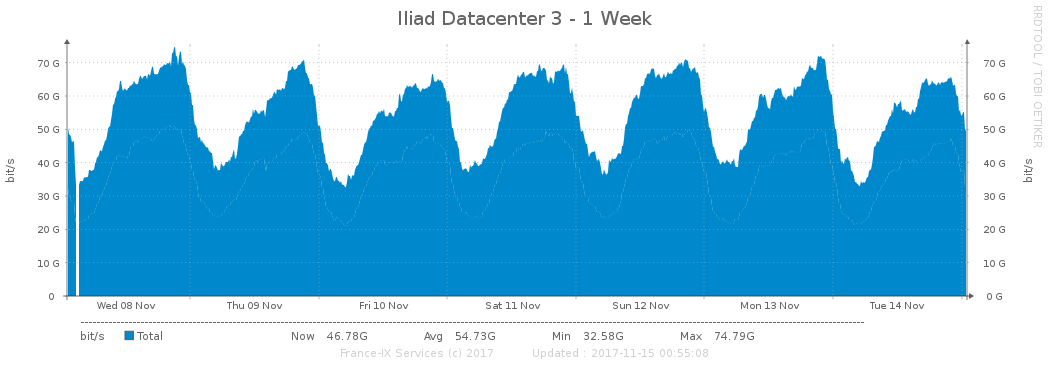 Iliad Datacenter 3 - 1 Week
RRDTOOL / TOBI OETIKER
bit/s
70 G
60 G
50 G
40 G
30 G
20 G
10 G
0
70 G
60 G
50 G
40 G
30 G
20 G
10 G
0 G
bit/s
Wed 08 Nov Thu 09 Nov Fri 10 Nov Sat 11 Nov Sun 12 Nov Mon 13 Nov Tue 14 Nov
bit/s Total Now 46.78G Avg 54.73G Min 32.58G Max 74.79G
France-IX Services (c) 2017 Updated : 2017-11-15 00:55:08